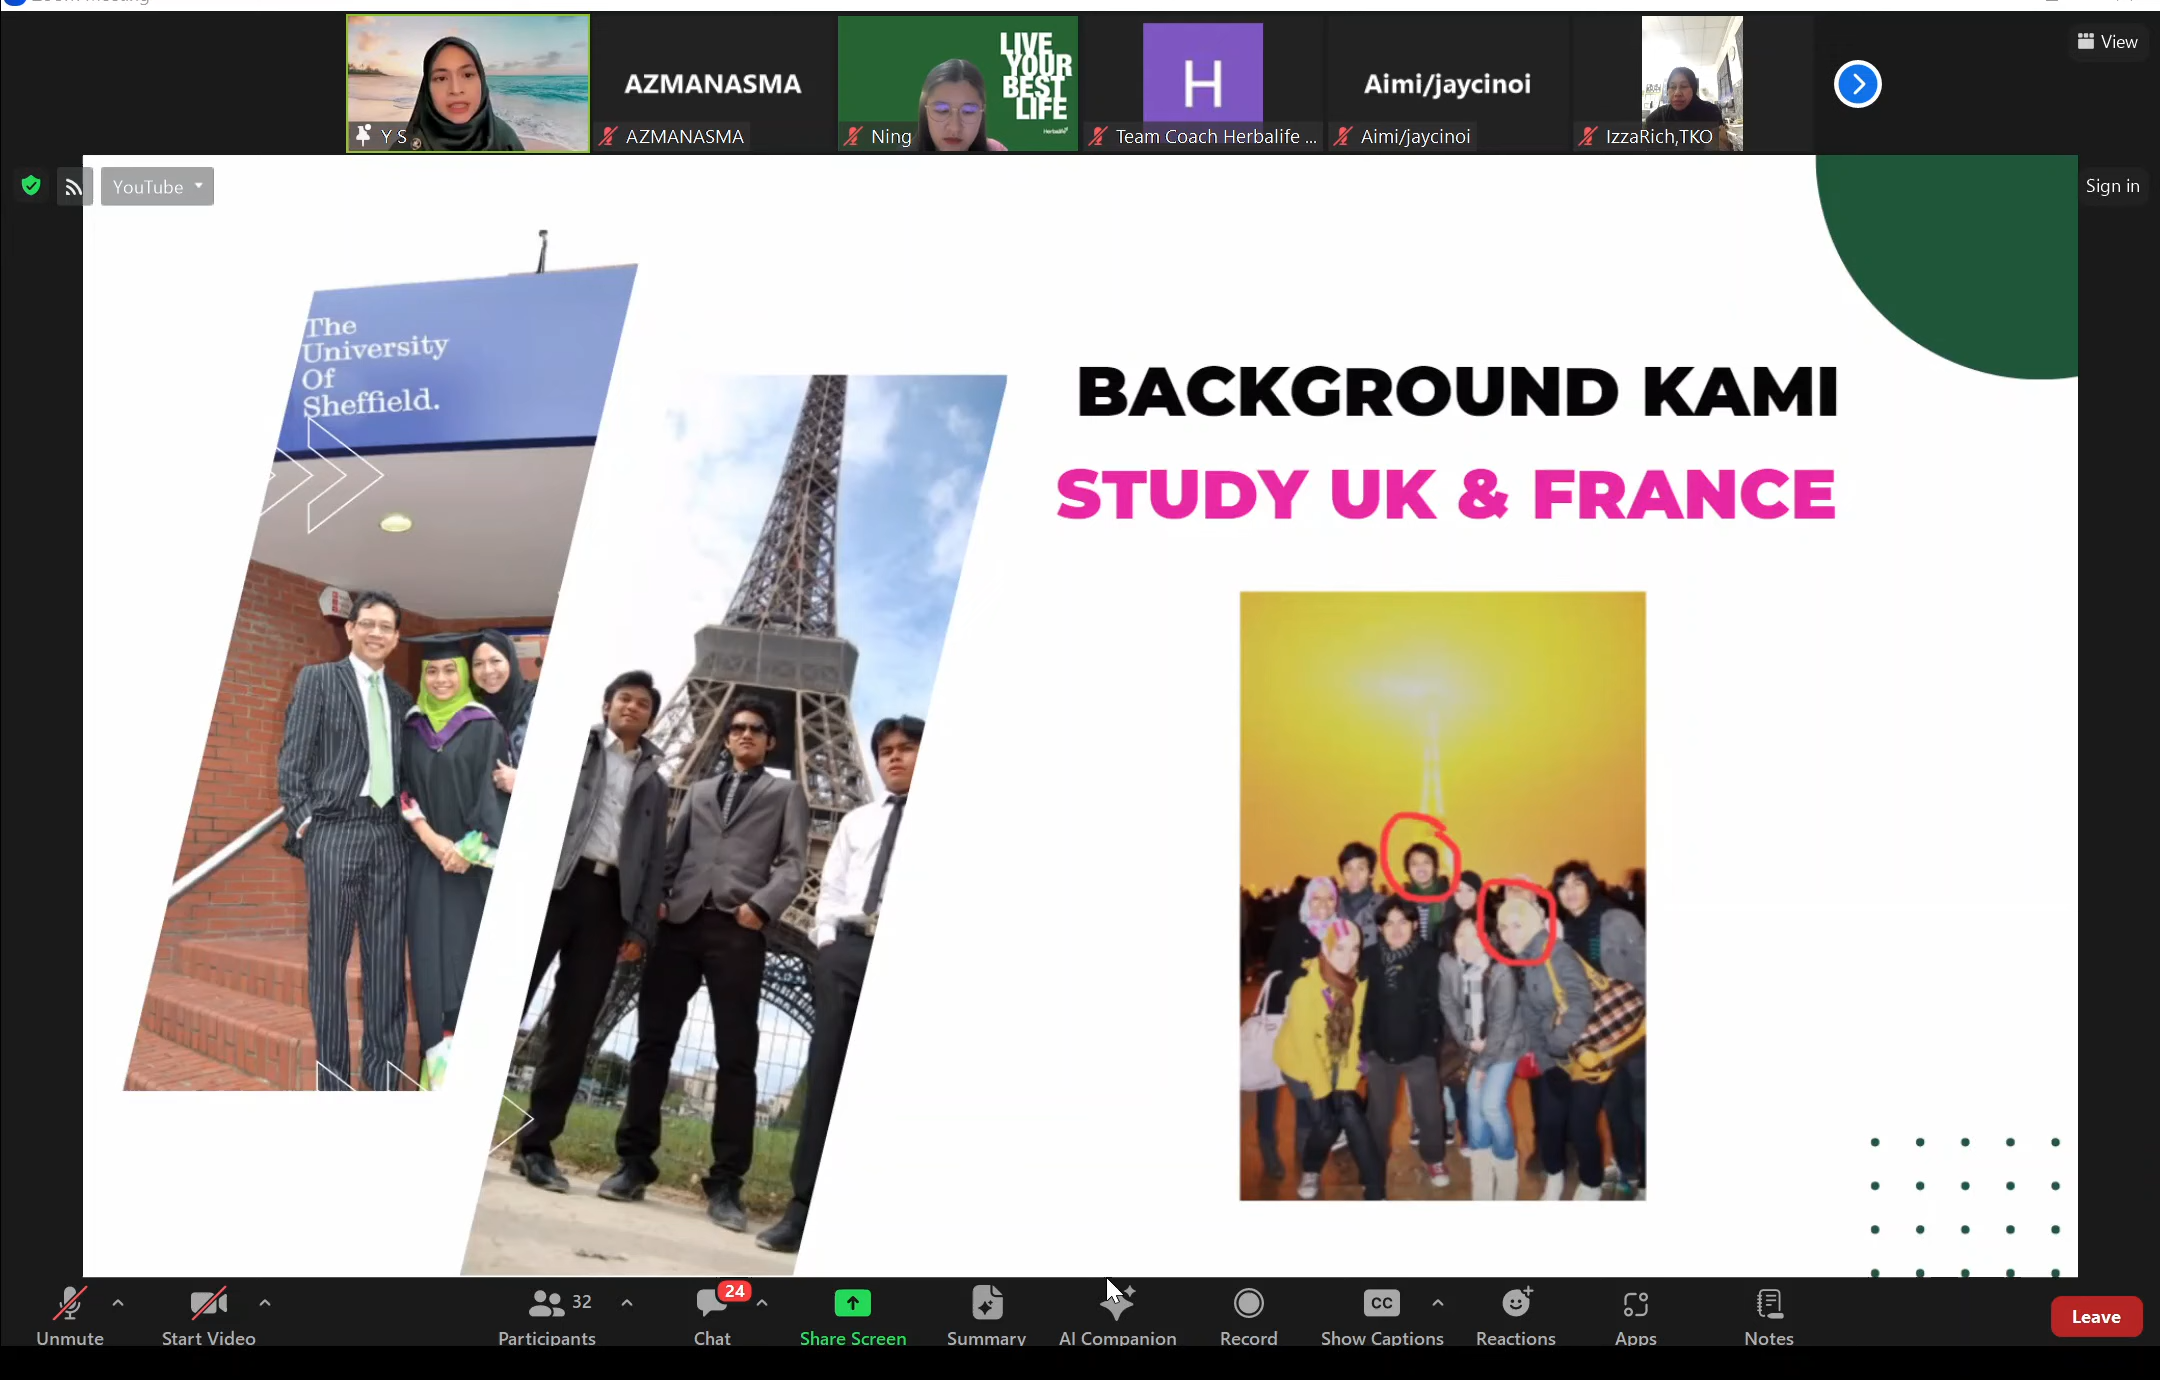 View
AZMANASMA
LIVE
YOUR
BEST
LIFE
H
Aimi/jaycinoi
Y S
AZMANASMA
Ning
Team Coach Herbalife ...
Aimi/jaycinoi
IzzaRich,TKO
YouTube
Sign in
The
University
Of
Sheffield.
BACKGROUND KAMI
STUDY UK & FRANCE
Unmute
Start Video
32
Participants
24
Chat
Share Screen
Summary
AI Companion
Record
CC
Show Captions
Reactions
Apps
Notes
Leave